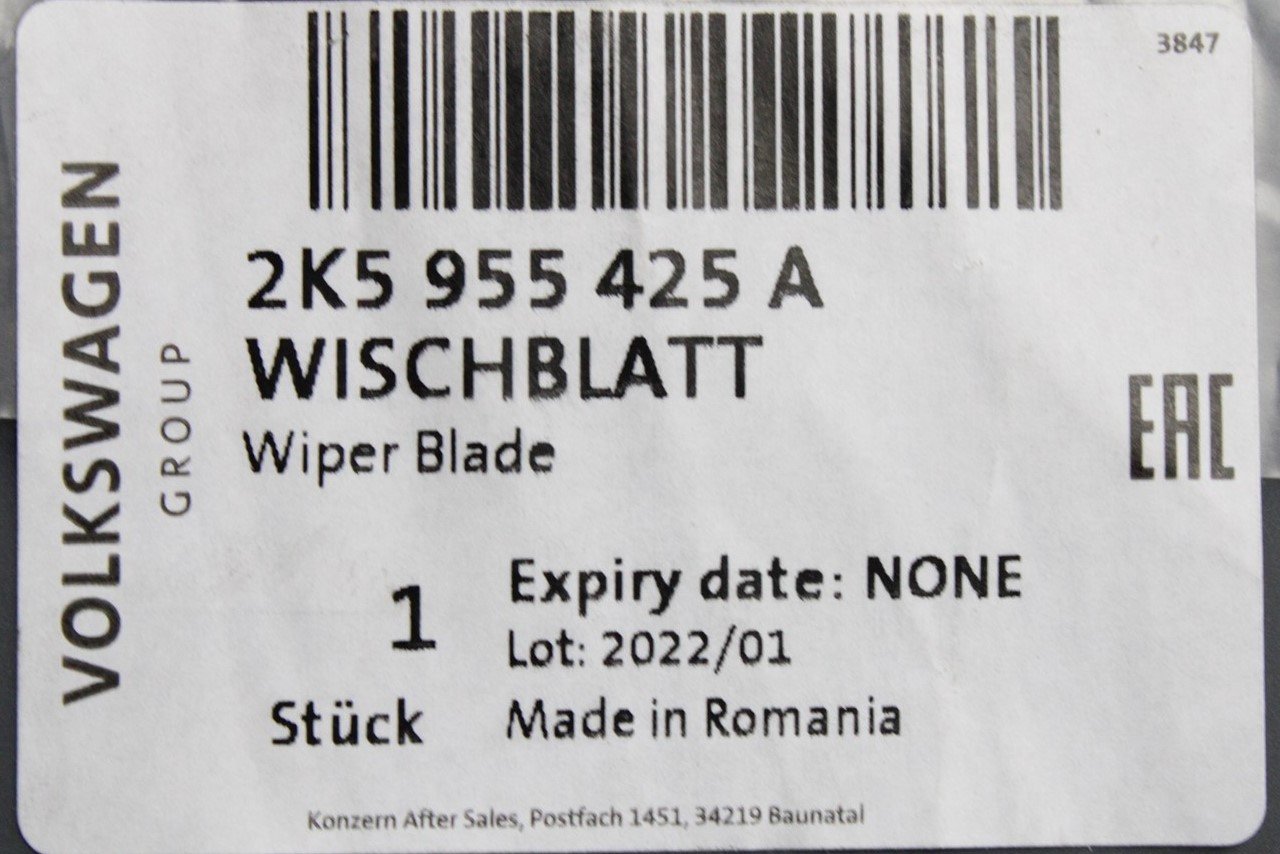 3847
VOLKSWAGEN
GROUP
2K5 955 425 A
WISCHBLATT
Wiper Blade
EAC
1
Stück
Expiry date: NONE
Lot: 2022/01
Made in Romania
Konzern After Sales, Postfach 1451, 34219 Baunatal